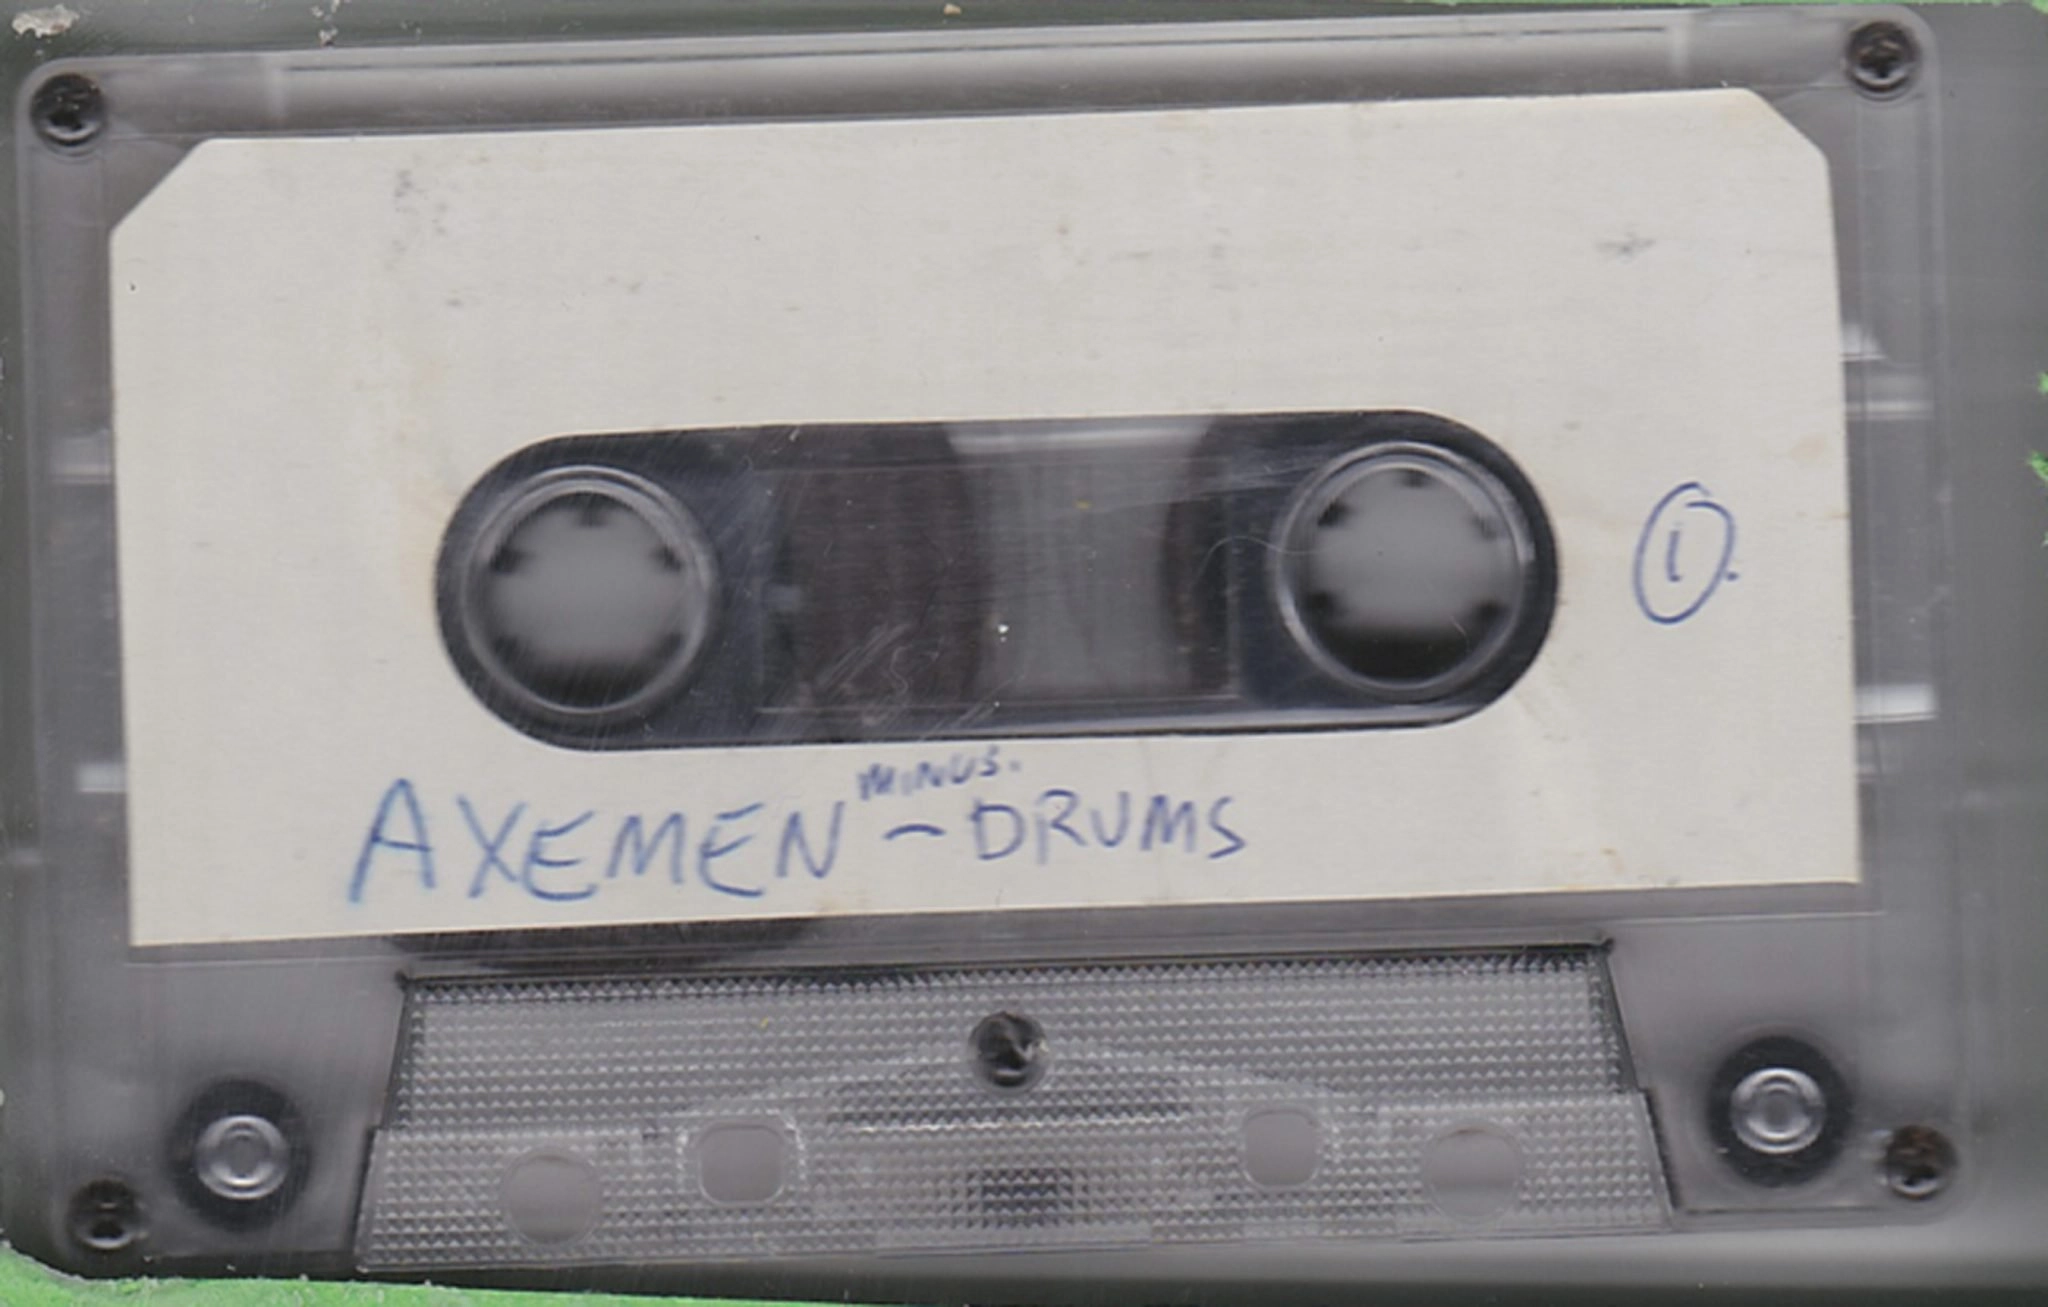 ①.
MINUS.
AXEMEN - DRUMS